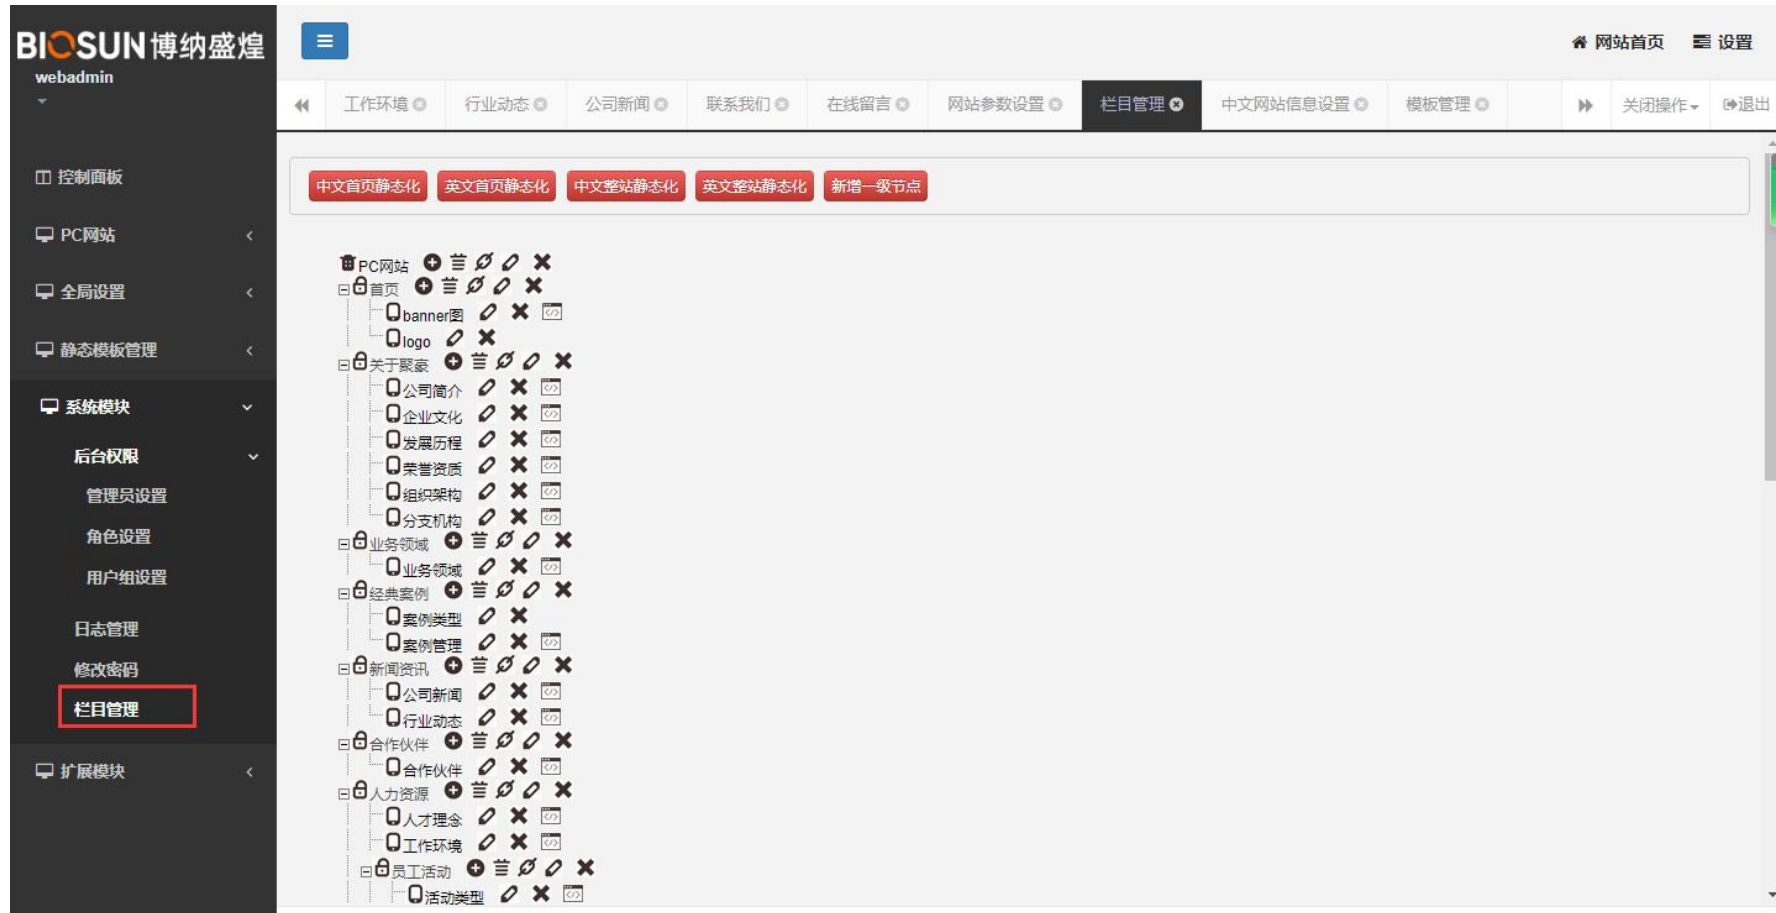 BIOSUN博纳盛煌
webadmin
网站首页 设置
工作环境 行业动态 公司新闻 联系我们 在线留言 网站参数设置 栏目管理 中文网站信息设置 模板管理 关闭操作 退出
控制面板
PC网站
全局设置
静态模板管理
系统模块
后台权限
管理员设置
角色设置
用户组设置
日志管理
修改密码
栏目管理
扩展模块
中文首页静态化 英文首页静态化 中文整站静态化 英文整站静态化 新增一级节点
PC网站
首页
banner图
logo
关于聚豪
公司简介
企业文化
发展历程
荣誉资质
组织架构
分支机构
业务领域
业务领域
经典案例
案例类型
案例管理
新闻资讯
公司新闻
行业动态
合作伙伴
合作伙伴
人力资源
人才理念
工作环境
员工活动
活动类型